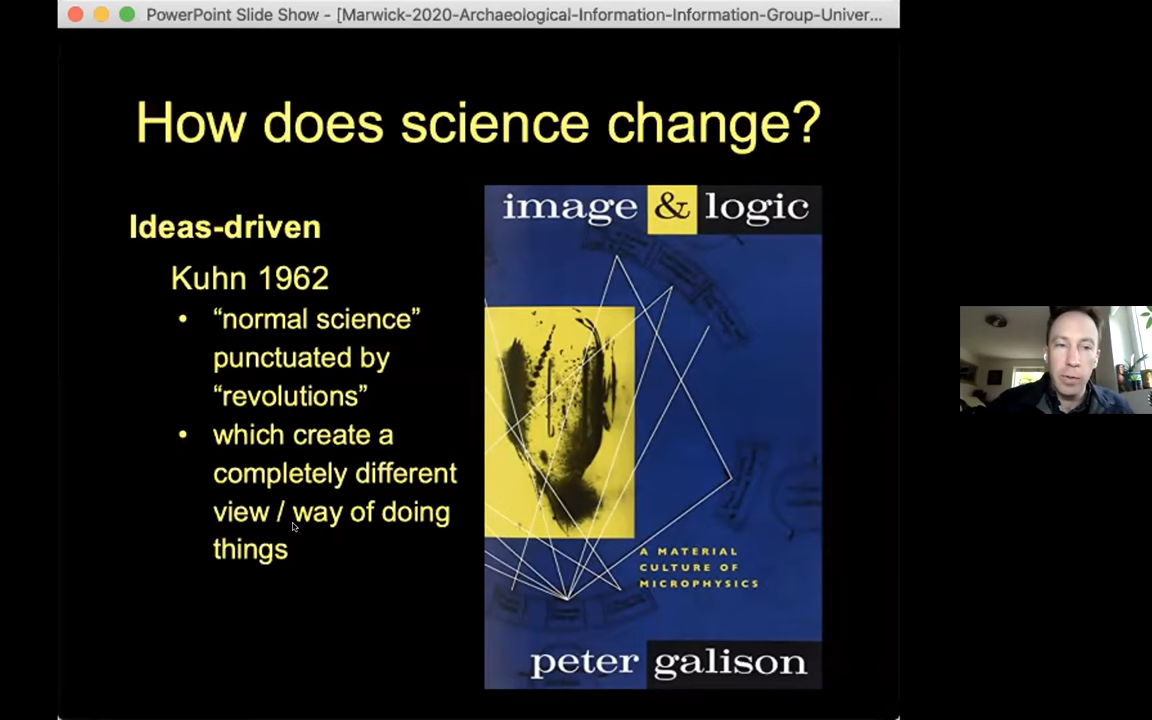 PowerPoint Slide Show - [Marwick-2020-Archaeological-Information-Information-Group-Univer...
How does science change?
Ideas-driven
Kuhn 1962
• “normal science”
punctuated by
“revolutions”
• which create a
completely different
view / way of doing
things
image & logic
A MATERIAL
CULTURE OF
MICROPHYSICS
peter galison